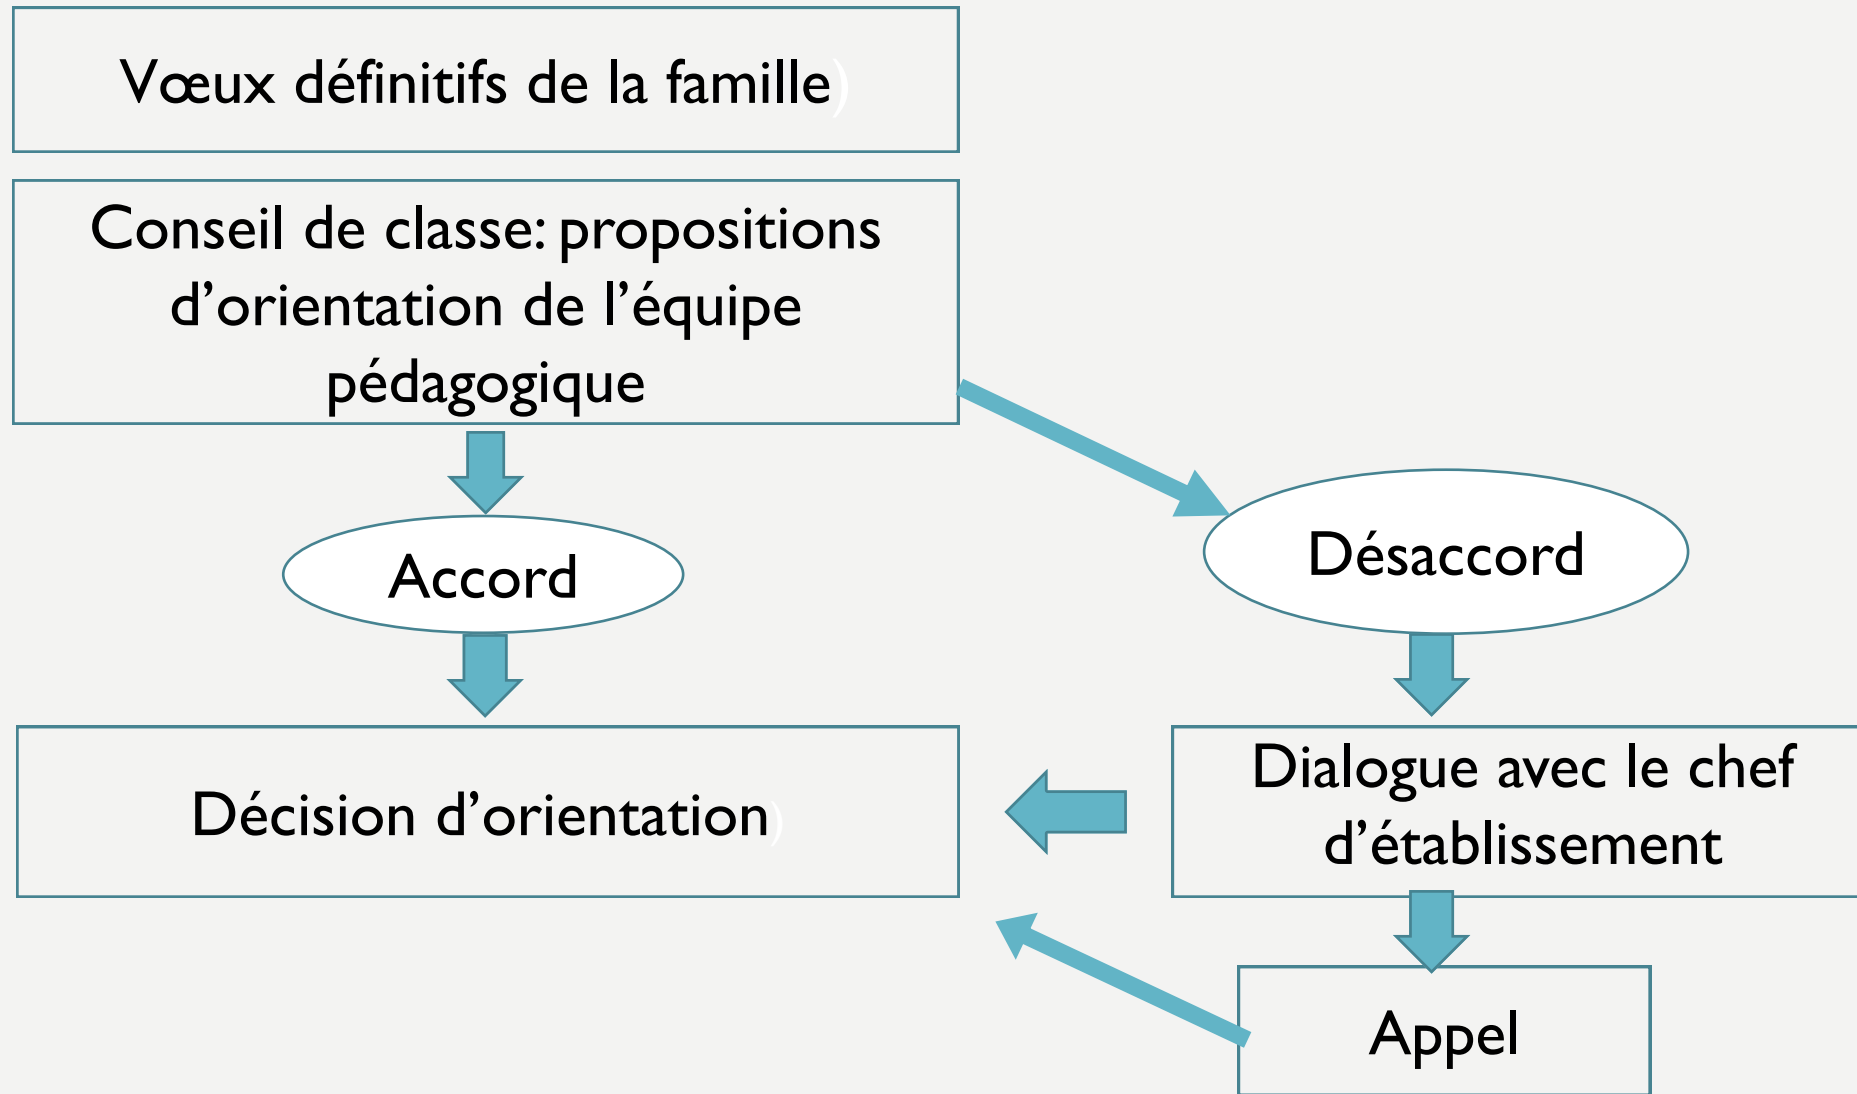 Vœux définitifs de la famille)
Conseil de classe: propositions
d’orientation de l’équipe
pédagogique
Accord
Désaccord
Décision d’orientation)
Dialogue avec le chef
d’établissement
Appel